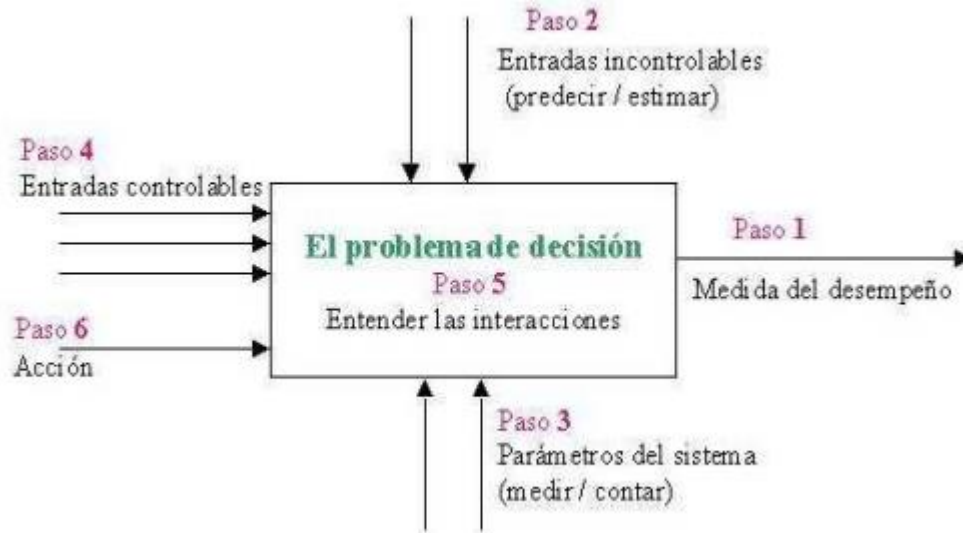 Paso 2
Entradas incontrolables
(predecir / estimar)
Paso 4
Entradas controlables
El problema de decisión
Paso 5
Entender las interacciones
Paso 1
Medida del desempeño
Paso 6
Acción
Paso 3
Parámetros del sistema
(medir / contar)